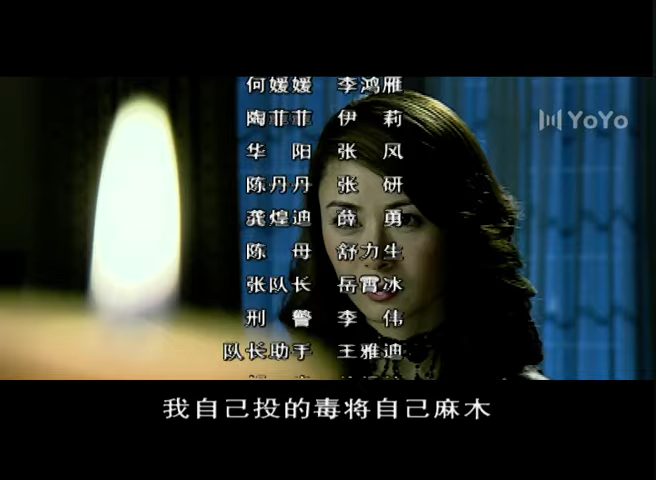 何媛媛 李鸿雁
YoYo
陶菲菲 伊 莉
华 阳 张 风
陈丹丹 张 研
龚煌迪 薛 勇
陈 母 舒力生
张队长 岳霄冰
刑 警 李 伟
队长助手 王雅迪
我自己投的毒将自己麻木